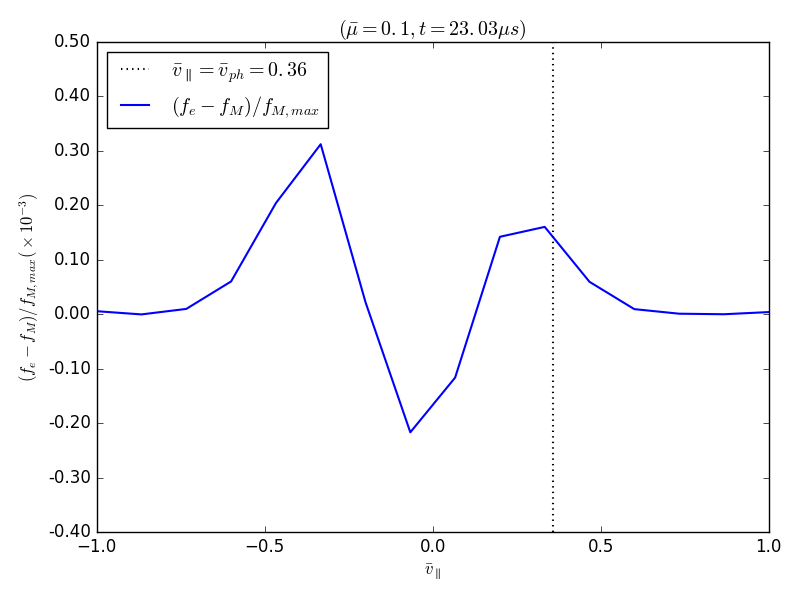 (μ̄ = 0.1, t = 23.03μs)
v̄∥ = v̄ph = 0.36
(fe − fM)/fM,max
(fe − fM)/fM,max(×10⁻³)
0.50
0.40
0.30
0.20
0.10
0.00
-0.10
-0.20
-0.30
-0.40
−1.0 −0.5 0.0 0.5 1.0
v̄∥